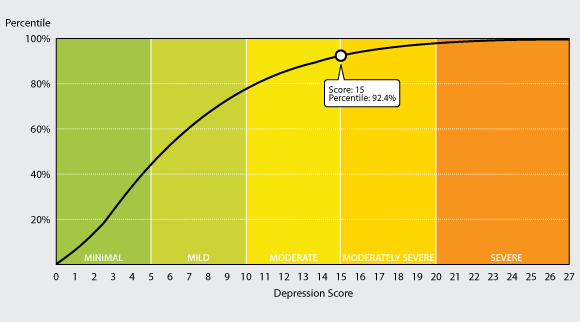 Percentile
100%
80%
60%
40%
20%
Score: 15
Percentile: 92.4%
MINIMAL MILD MODERATE MODERATELY SEVERE SEVERE
0 1 2 3 4 5 6 7 8 9 10 11 12 13 14 15 16 17 18 19 20 21 22 23 24 25 26 27
Depression Score